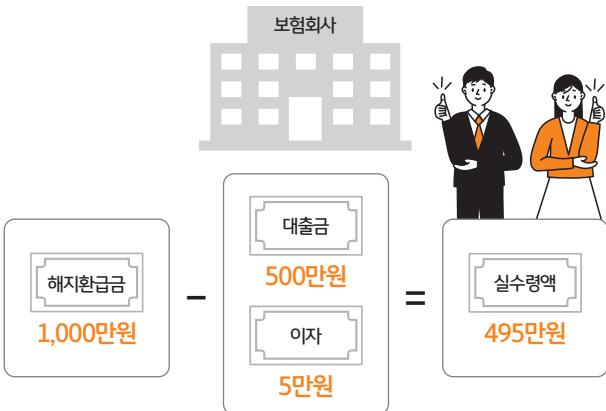 보험회사
해지환급금
1,000만원
-
대출금
500만원
이자
5만원
=
실수령액
495만원